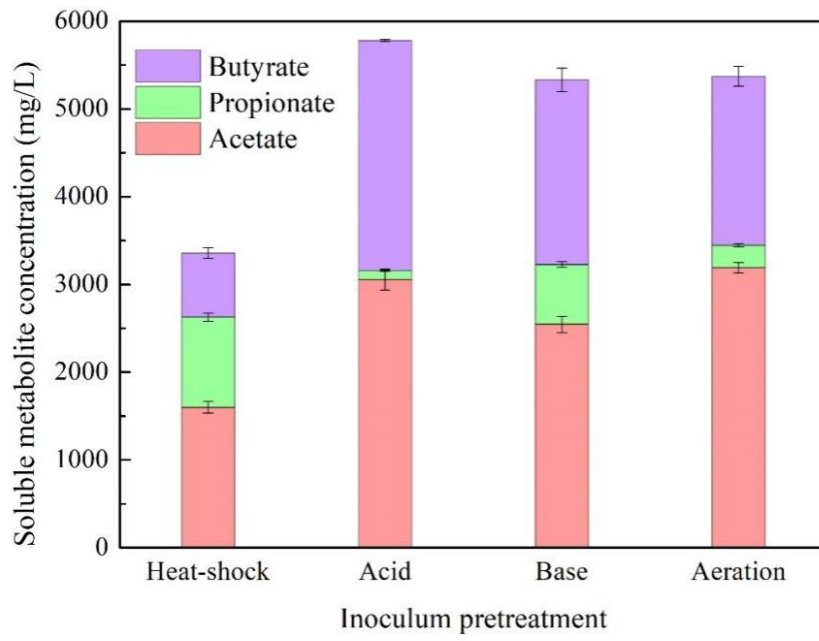 6000
5000
4000
3000
2000
1000
0
Soluble metabolite concentration (mg/L)
Butyrate
Propionate
Acetate
Heat-shock Acid Base Aeration
Inoculum pretreatment